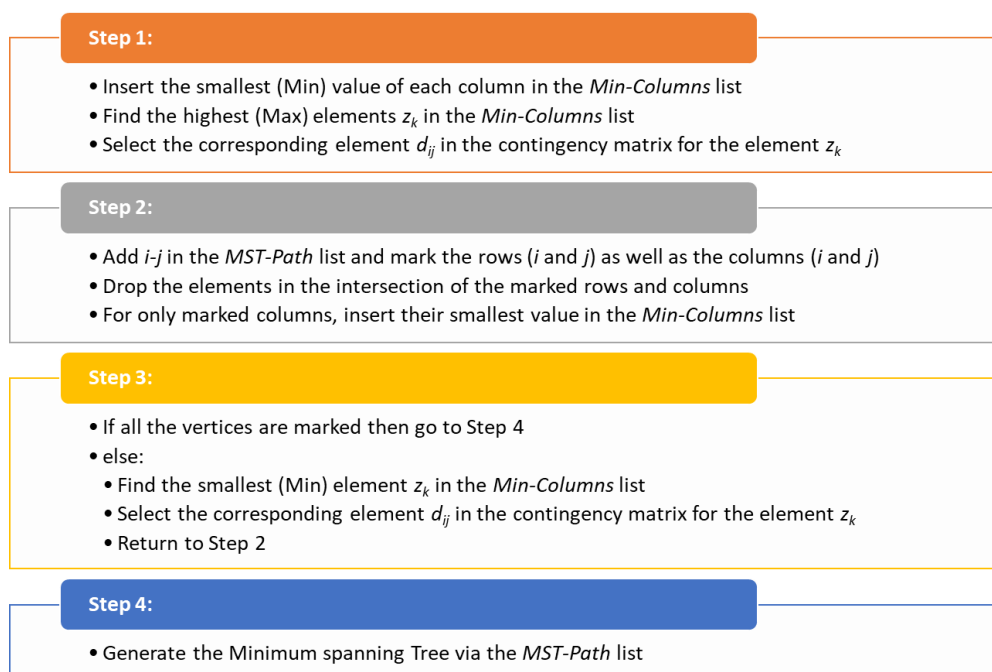 Step 1:
• Insert the smallest (Min) value of each column in the Min-Columns list
• Find the highest (Max) elements zk in the Min-Columns list
• Select the corresponding element dij in the contingency matrix for the element zk
Step 2:
• Add i-j in the MST-Path list and mark the rows (i and j) as well as the columns (i and j)
• Drop the elements in the intersection of the marked rows and columns
• For only marked columns, insert their smallest value in the Min-Columns list
Step 3:
• If all the vertices are marked then go to Step 4
• else:
• Find the smallest (Min) element zk in the Min-Columns list
• Select the corresponding element dij in the contingency matrix for the element zk
• Return to Step 2
Step 4:
• Generate the Minimum spanning Tree via the MST-Path list